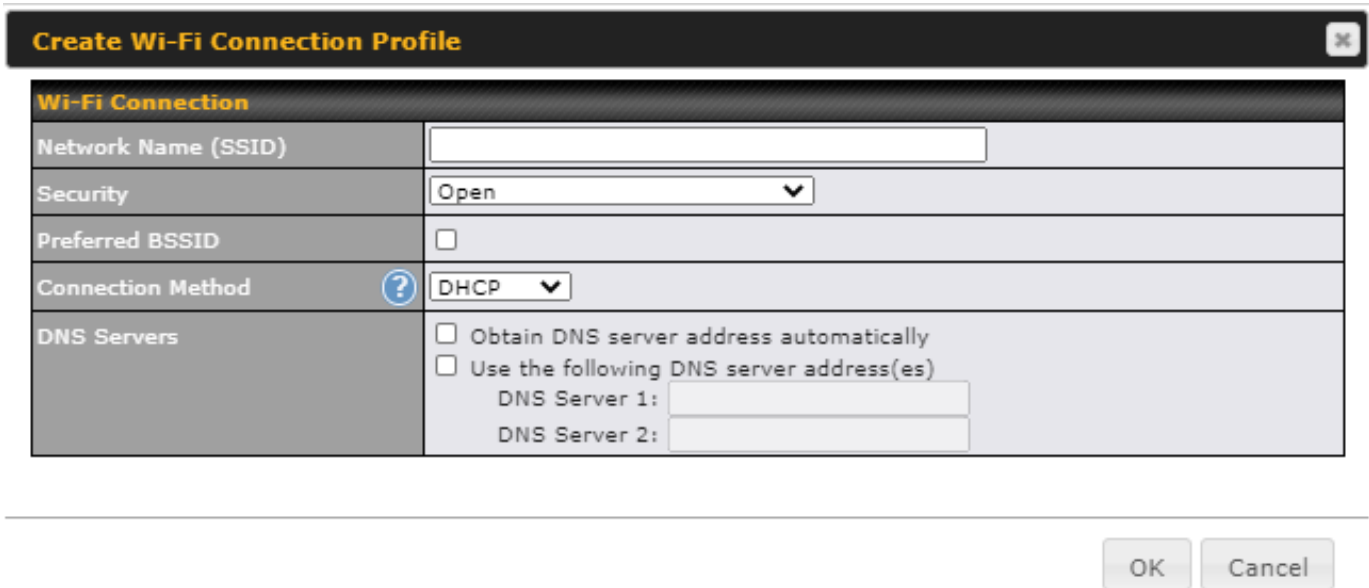 Create Wi-Fi Connection Profile
Wi-Fi Connection
Network Name (SSID)
Security
Open
Preferred BSSID
Connection Method
?
DHCP
DNS Servers
Obtain DNS server address automatically
Use the following DNS server address(es)
DNS Server 1:
DNS Server 2:
OK
Cancel